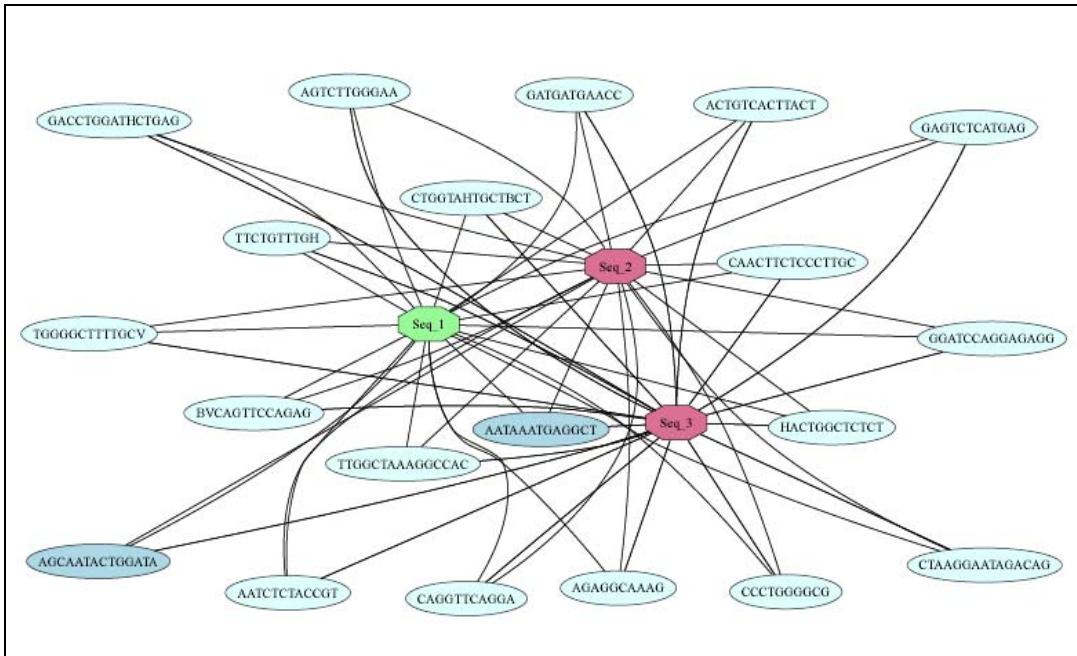 AGTCTTGGGAA
GATGATGAACC
ACTGTCACTTACT
GACCTGGATHCTGAG
GAGTCTCATGAG
CTGGTAHTGCTBCT
TTCTGTTTGH
Seq_2
CAACTTCTCCCTTGC
Seq_1
TGGGGCTTTTGCV
GGATCCAGGAGAGG
BVCAGTTCCAGAG
Seq_3
AATAAATGAGGCT
HACTGGCTCTCT
TTGGCTAAAGGCCAC
AGCAATACTGGATA
CTAAGGAATAGACAG
AATCTCTACCGT
CAGGTTCAGGA
AGAGGCAAAG
CCCTGGGGCG